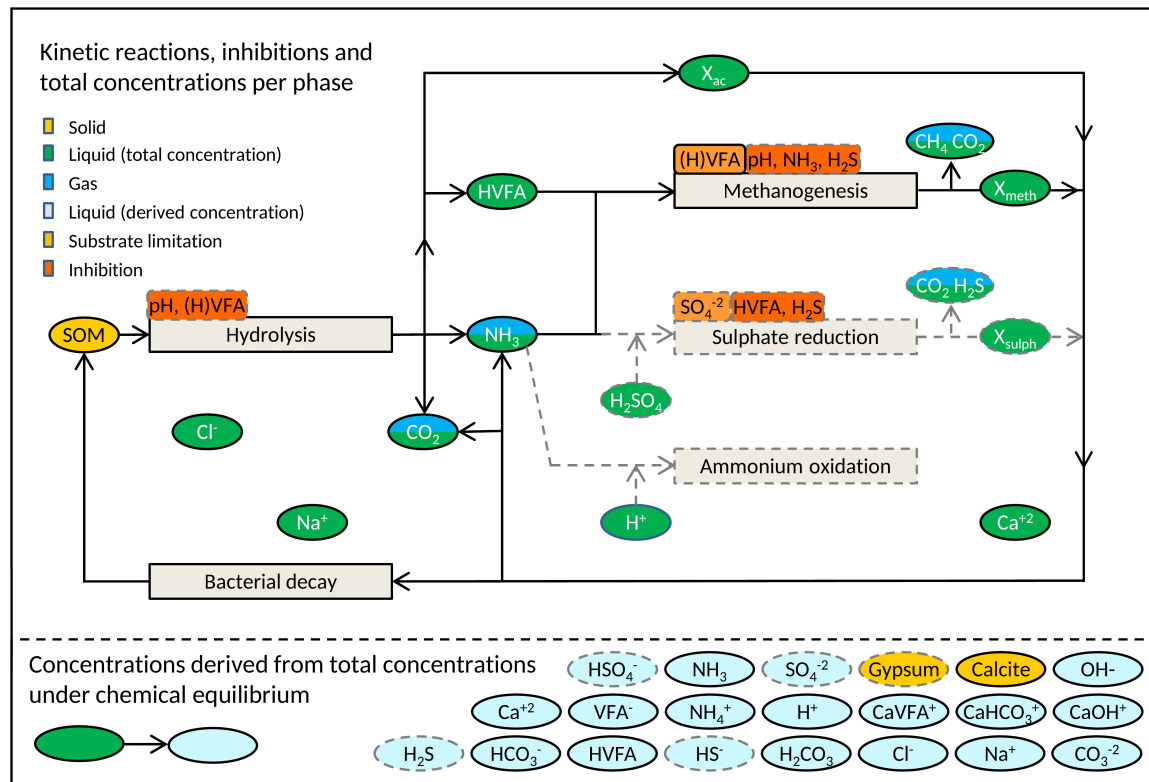 Kinetic reactions, inhibitions and
total concentrations per phase
Solid
Liquid (total concentration)
Gas
Liquid (derived concentration)
Substrate limitation
Inhibition
X_ac
CH₄ CO₂
(H)VFA
pH, NH₃, H₂S
HVFA
Methanogenesis
X_meth
CO₂ H₂S
pH, (H)VFA
SO₄⁻²
HVFA, H₂S
SOM
Hydrolysis
NH₃
Sulphate reduction
X_sulph
H₂SO₄
Cl⁻
CO₂
Ammonium oxidation
Na⁺
H⁺
Ca⁺²
Bacterial decay
Concentrations derived from total concentrations
under chemical equilibrium
HSO₄⁻
NH₃
SO₄⁻²
Gypsum
Calcite
OH-
Ca⁺²
VFA⁻
NH₄⁺
H⁺
CaVFA⁺
CaHCO₃⁺
CaOH⁺
H₂S
HCO₃⁻
HVFA
HS⁻
H₂CO₃
Cl⁻
Na⁺
CO₃⁻²